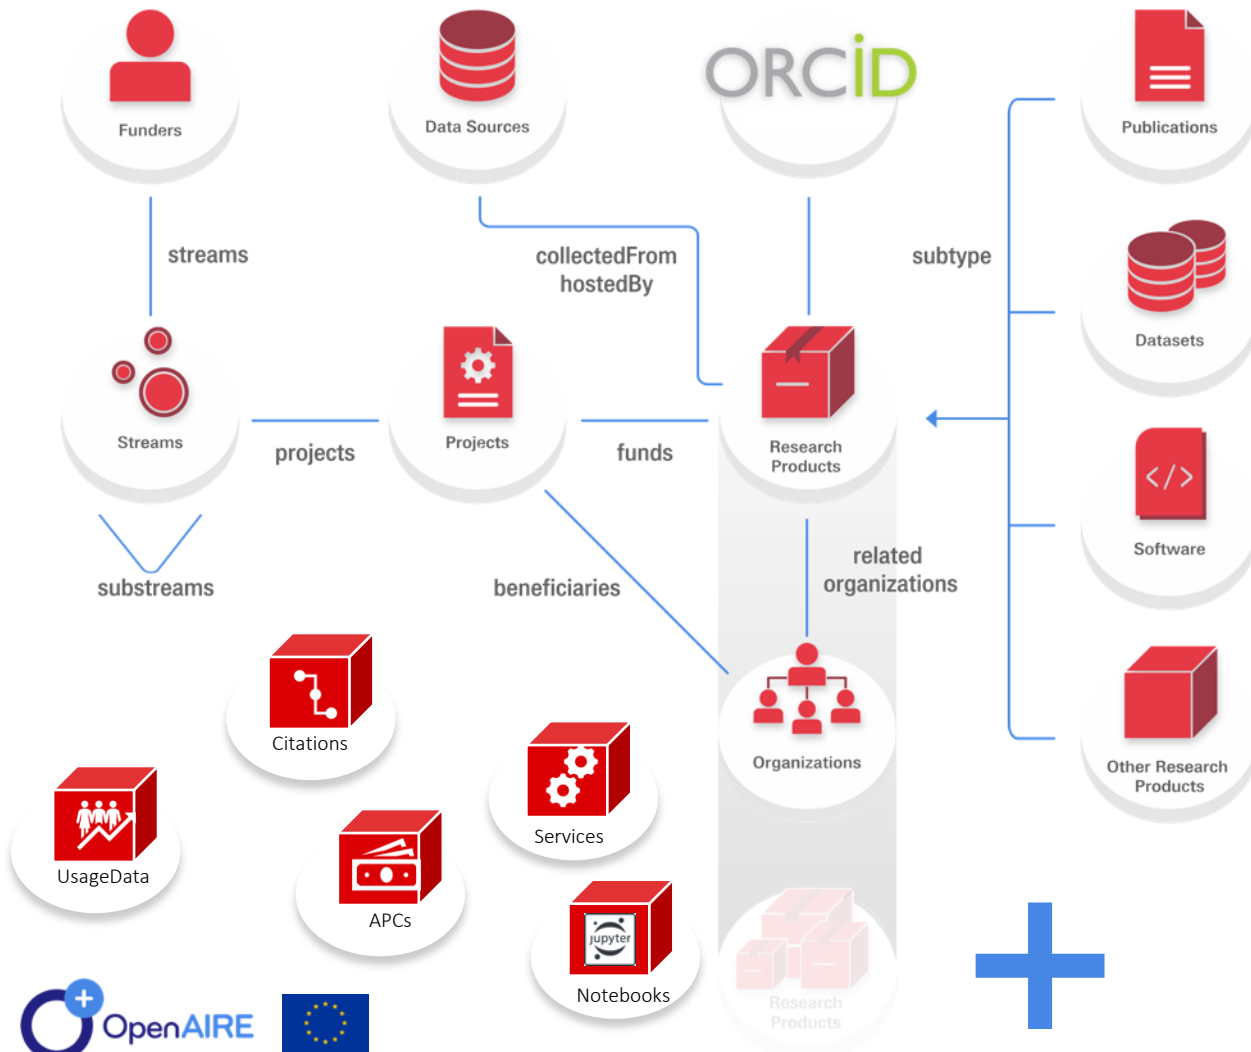 ORCiD
Funders
Data Sources
Publications
streams
collectedFrom
hostedBy
subtype
Datasets
Streams
projects
Projects
funds
Research
Products
Software
</>
substreams
beneficiaries
related
organizations
Citations
Organizations
Other Research
Products
Services
UsageData
APCs
jupyter
Notebooks
Research
Products
OpenAIRE